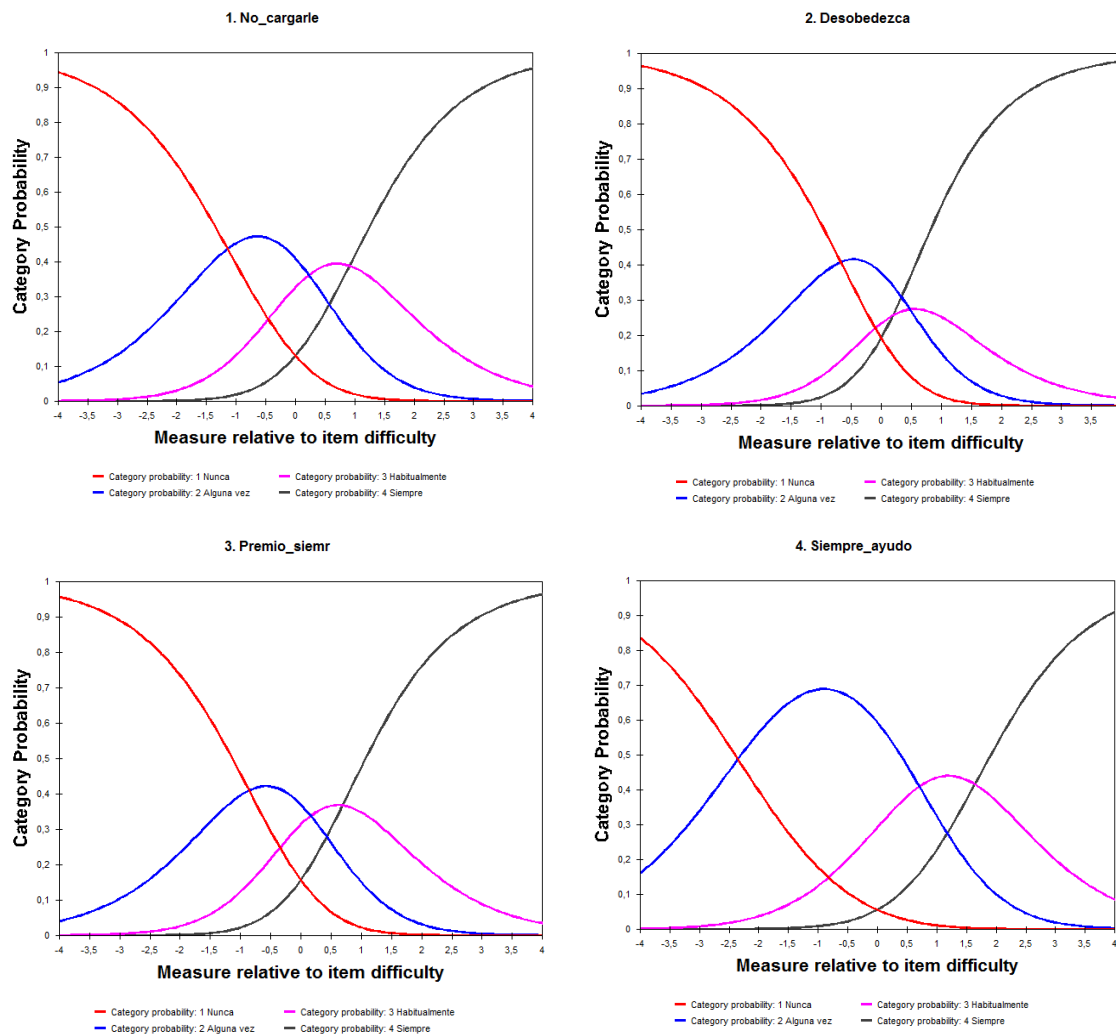 1. No_cargarle
Category Probability
1
0,9
0,8
0,7
0,6
0,5
0,4
0,3
0,2
0,1
0
-4 -3,5 -3 -2,5 -2 -1,5 -1 -0,5 0 0,5 1 1,5 2 2,5 3 3,5 4
Measure relative to item difficulty
Category probability: 1 Nunca Category probability: 3 Habitualmente
Category probability: 2 Alguna vez Category probability: 4 Siempre
2. Desobedezca
Category Probability
1
0,9
0,8
0,7
0,6
0,5
0,4
0,3
0,2
0,1
0
-4 -3,5 -3 -2,5 -2 -1,5 -1 -0,5 0 0,5 1 1,5 2 2,5 3 3,5
Measure relative to item difficulty
Category probability: 1 Nunca Category probability: 3 Habitualmente
Category probability: 2 Alguna vez Category probability: 4 Siempre
3. Premio_siemr
Category Probability
1
0,9
0,8
0,7
0,6
0,5
0,4
0,3
0,2
0,1
0
-4 -3,5 -3 -2,5 -2 -1,5 -1 -0,5 0 0,5 1 1,5 2 2,5 3 3,5 4
Measure relative to item difficulty
Category probability: 1 Nunca Category probability: 3 Habitualmente
Category probability: 2 Alguna vez Category probability: 4 Siempre
4. Siempre_ayudo
Category Probability
1
0,9
0,8
0,7
0,6
0,5
0,4
0,3
0,2
0,1
0
-4 -3,5 -3 -2,5 -2 -1,5 -1 -0,5 0 0,5 1 1,5 2 2,5 3 3,5 4
Measure relative to item difficulty
Category probability: 1 Nunca Category probability: 3 Habitualmente
Category probability: 2 Alguna vez Category probability: 4 Siempre